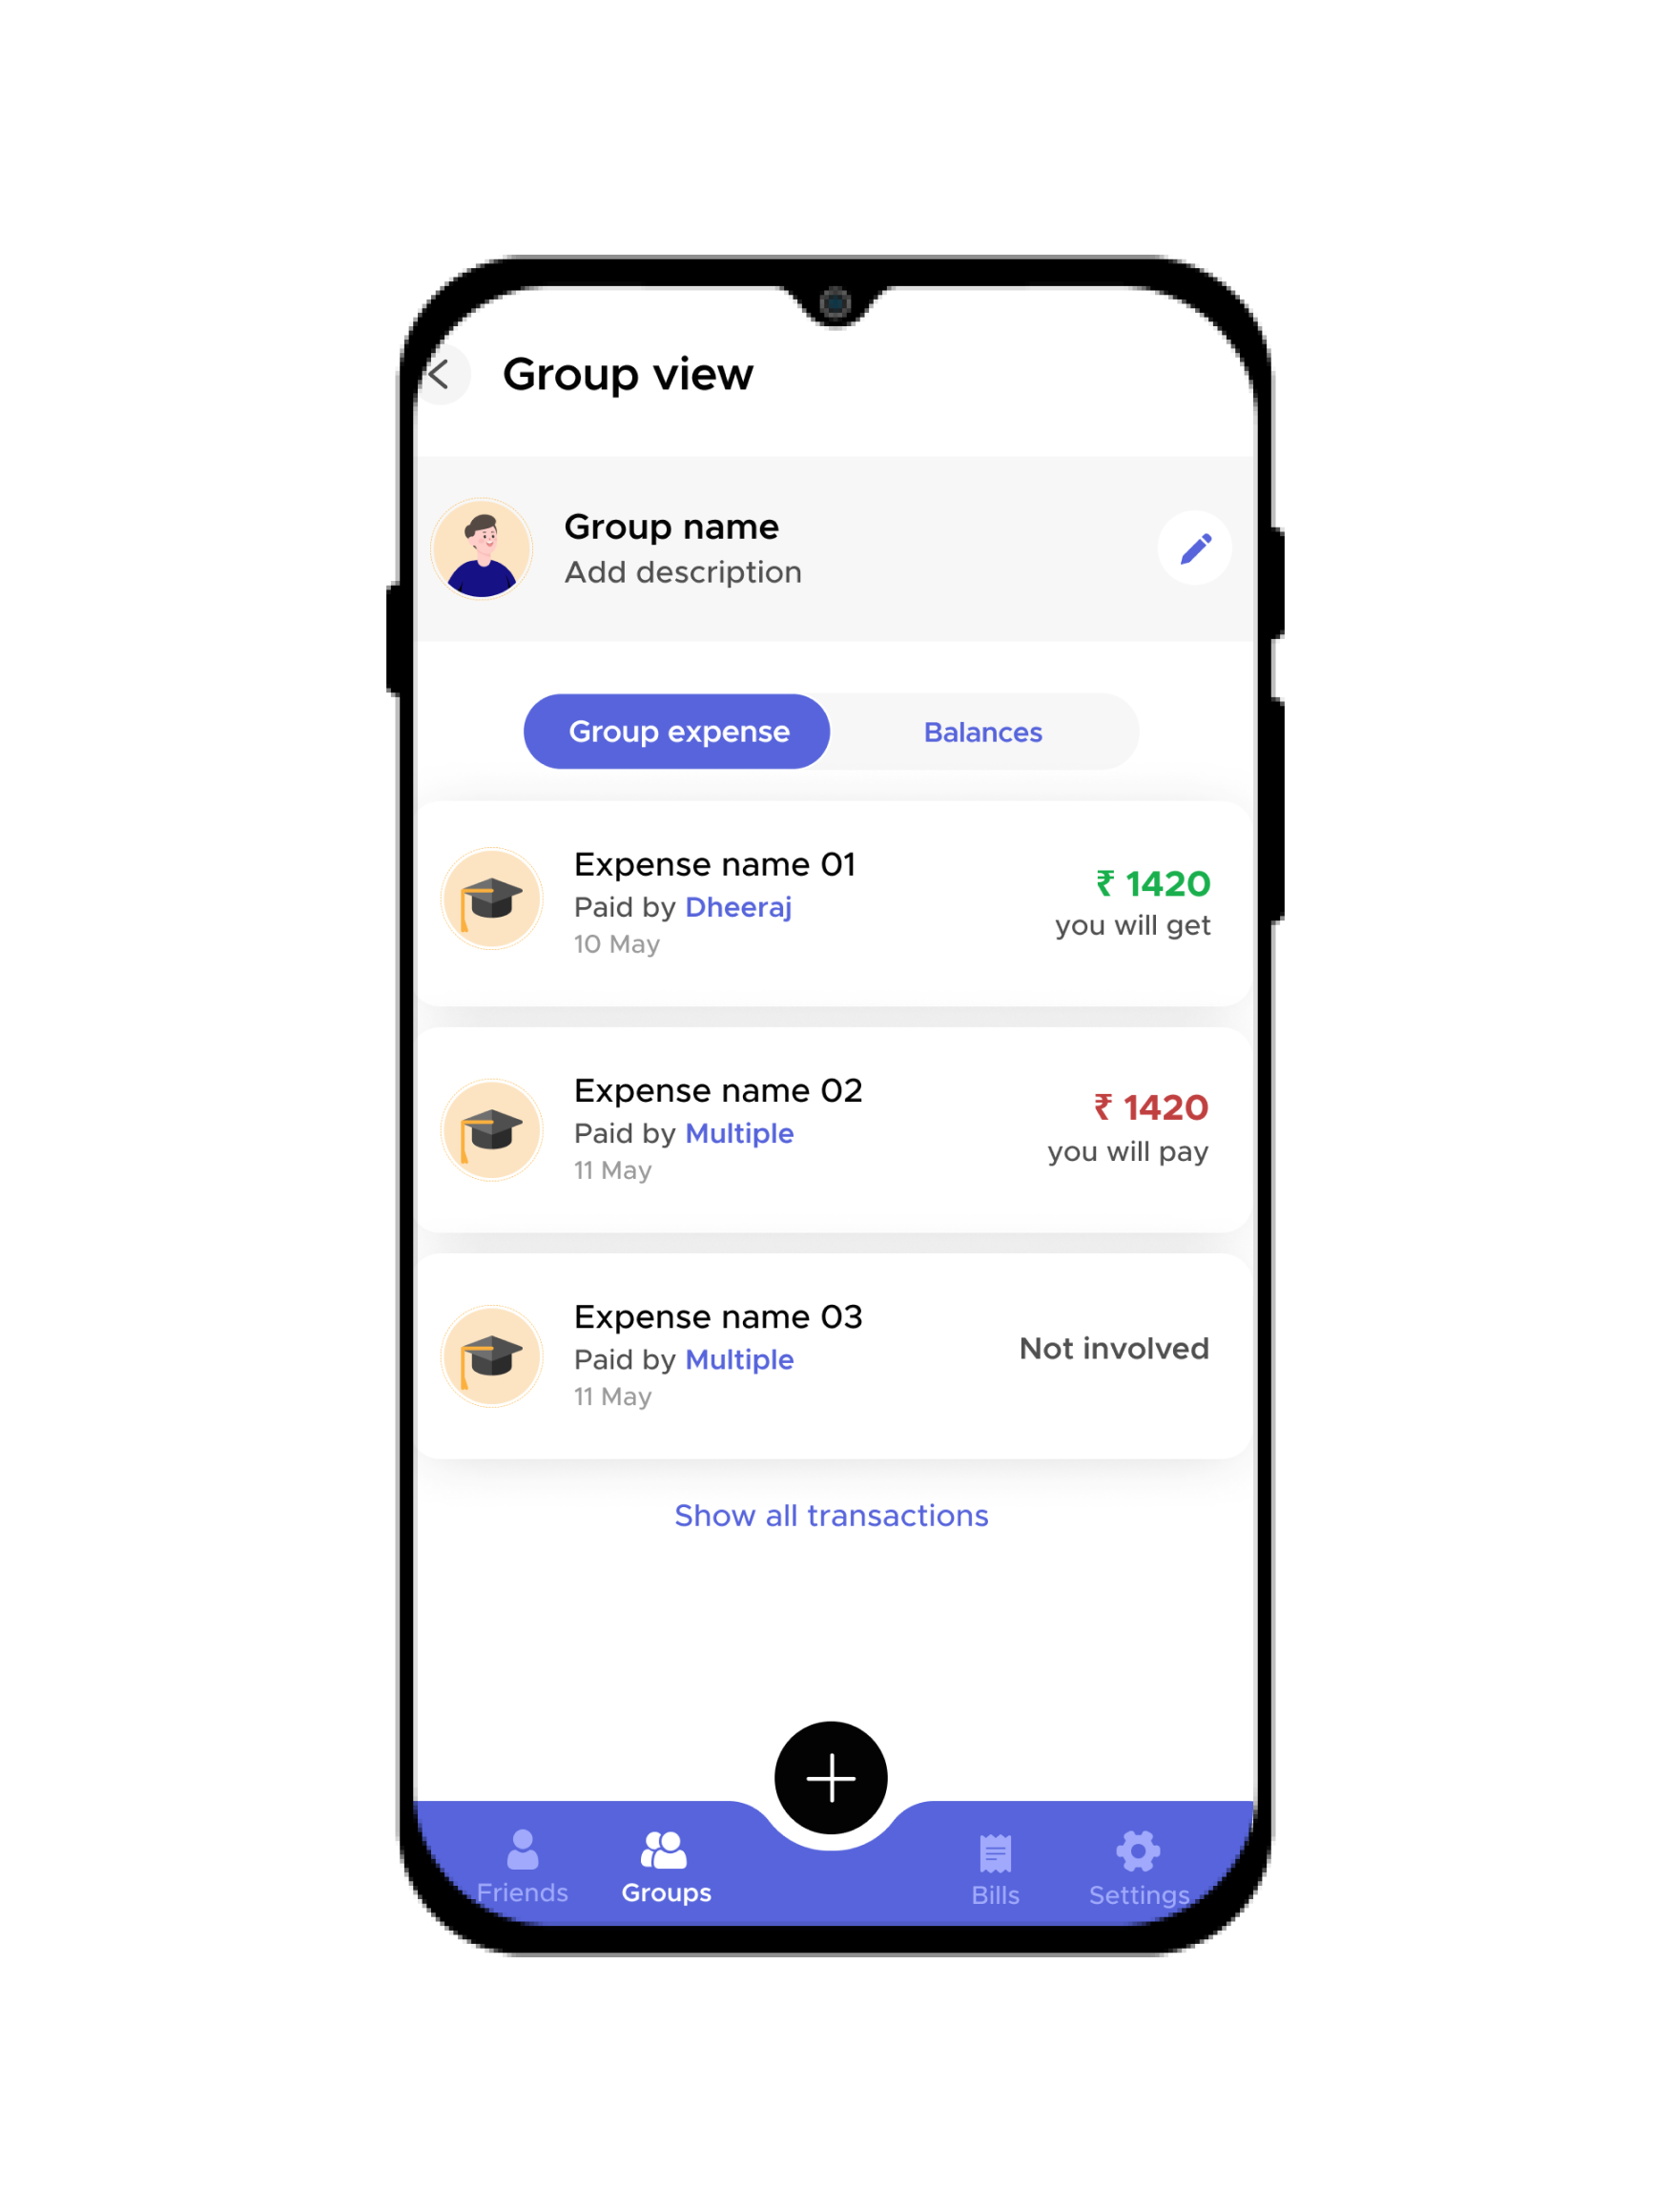 Group view
Group name
Add description
Group expense
Balances
Expense name 01
Paid by Dheeraj
10 May
₹ 1420
you will get
Expense name 02
Paid by Multiple
11 May
₹ 1420
you will pay
Expense name 03
Paid by Multiple
11 May
Not involved
Show all transactions
Friends
Groups
Bills
Settings